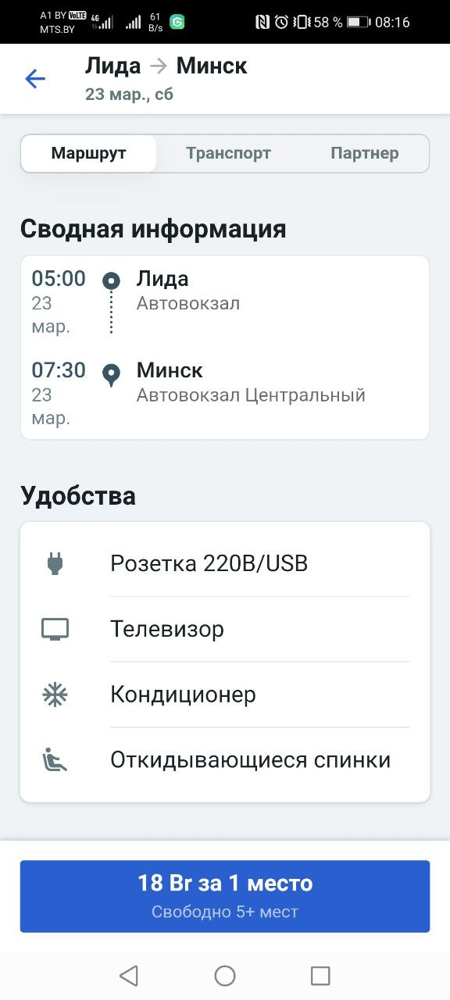 A1 BY VoLTE 4G 61 58 % 08:16
MTS.BY B/s
Лида → Минск
23 мар., сб
Маршрут Транспорт Партнер
Сводная информация
05:00 Лида
23 Автовокзал
мар.
07:30 Минск
23 Автовокзал Центральный
мар.
Удобства
Розетка 220В/USB
Телевизор
Кондиционер
Откидывающиеся спинки
18 Br за 1 место
Свободно 5+ мест